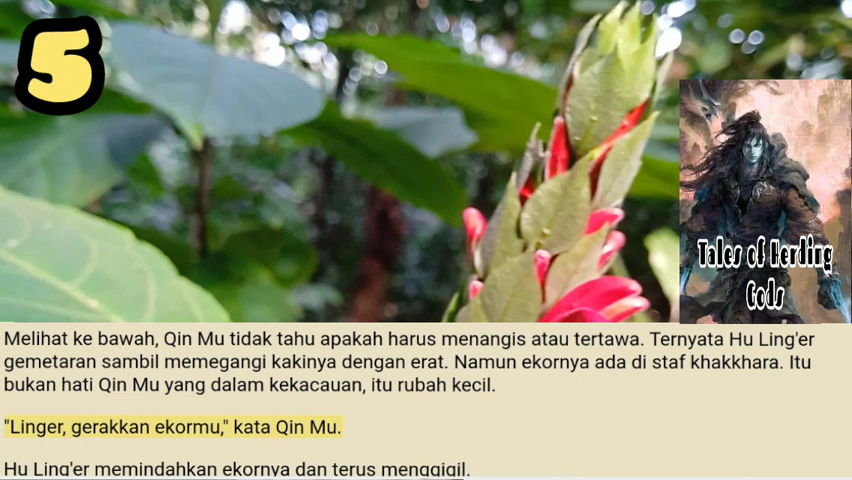 5
Tales of Herding
Gods
Melihat ke bawah, Qin Mu tidak tahu apakah harus menangis atau tertawa. Ternyata Hu Ling'er
gemetaran sambil memegangi kakinya dengan erat. Namun ekornya ada di staf khakkhara. Itu
bukan hati Qin Mu yang dalam kekacauan, itu rubah kecil.
"Linger, gerakkan ekormu," kata Qin Mu.
Hu Ling'er memindahkan ekornya dan terus menggigil.